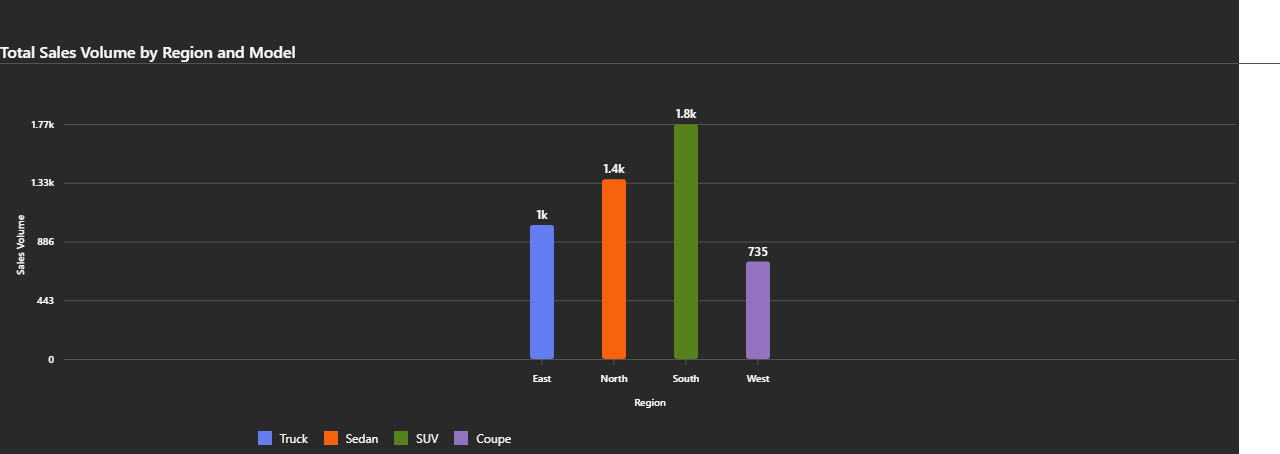 Total Sales Volume by Region and Model
1.8k
1.77k
1.4k
1.33k
1k
886
735
443
0
Sales Volume
East North South West
Region
Truck Sedan SUV Coupe